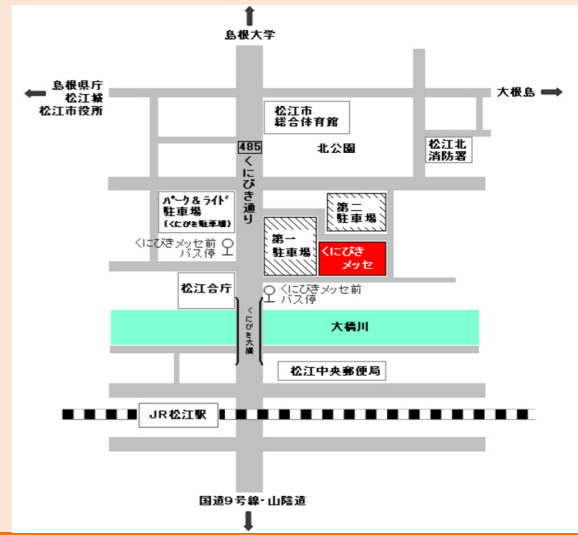 島根大学
島根県庁
松江城
松江市役所
大根島
松江市
総合体育館
485
北公園
松江北
消防署
くにびき通り
パーク&ライド
駐車場
(くにびき駐車場)
第二
駐車場
くにびきメッセ前
バス停
第一
駐車場
くにびき
メッセ
松江合庁
くにびきメッセ前
バス停
くにびき大橋
大橋川
松江中央郵便局
JR松江駅
国道9号線・山陰道